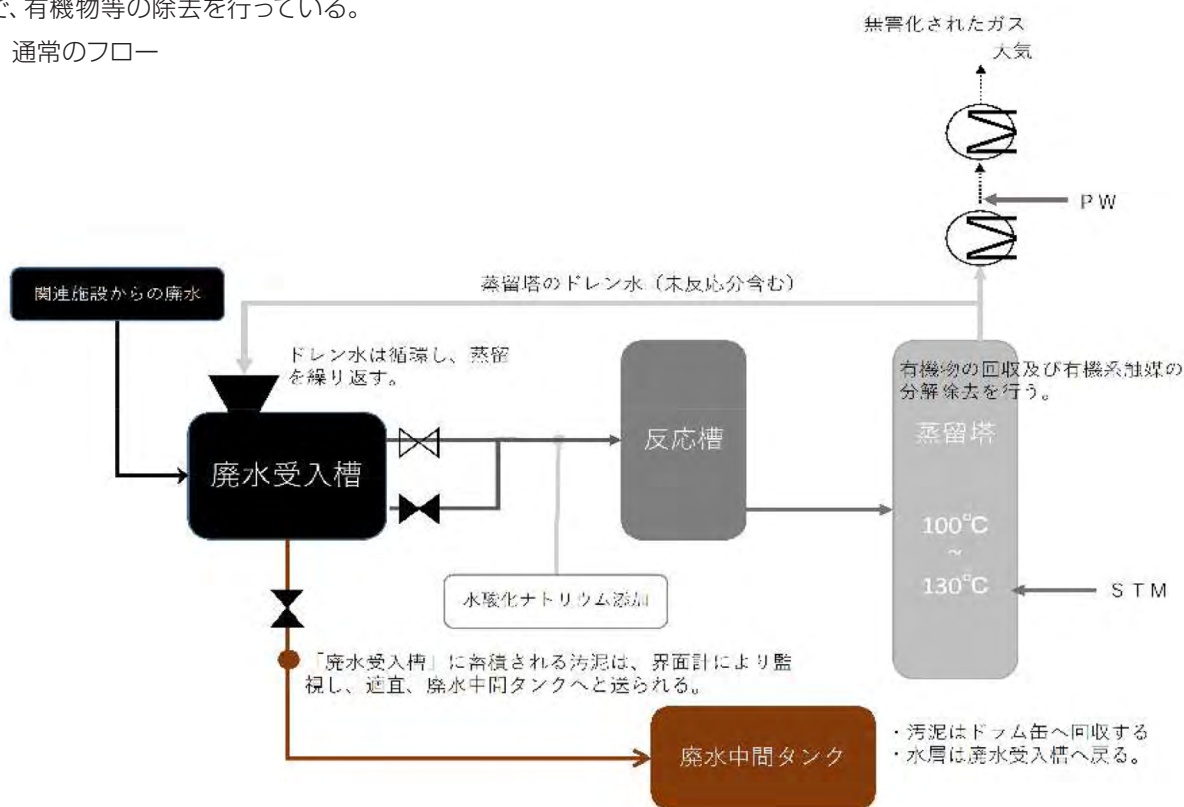 で、有機物等の除去を行っている。
通常のフロー
無害化されたガス
大気
PW
関連施設からの廃水
蒸留塔のドレン水（未反応分含む）
ドレン水は循環し、蒸留
を繰り返す。
有機物の回収及び有機系触媒の
分解除去を行う。
廃水受入槽
反応槽
蒸留塔
100℃
~
130℃
STM
水酸化ナトリウム添加
「廃水受入槽」に蓄積される汚泥は、界面計により監
視し、適宜、廃水中間タンクへと送られる。
廃水中間タンク
・汚泥はドラム缶へ回収する
・水層は廃水受入槽へ戻る。